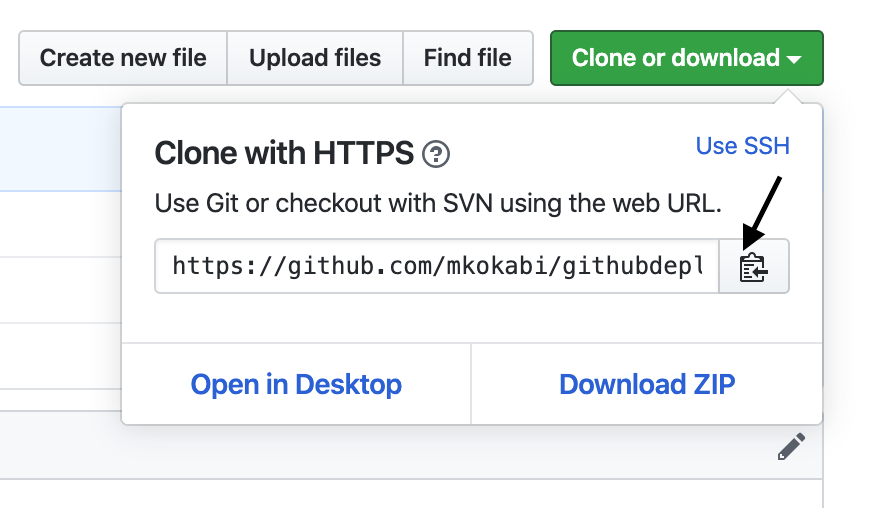 Create new file Upload files Find file Clone or download
Clone with HTTPS
Use SSH
Use Git or checkout with SVN using the web URL.
https://github.com/mkokabi/githubdepl
Open in Desktop Download ZIP